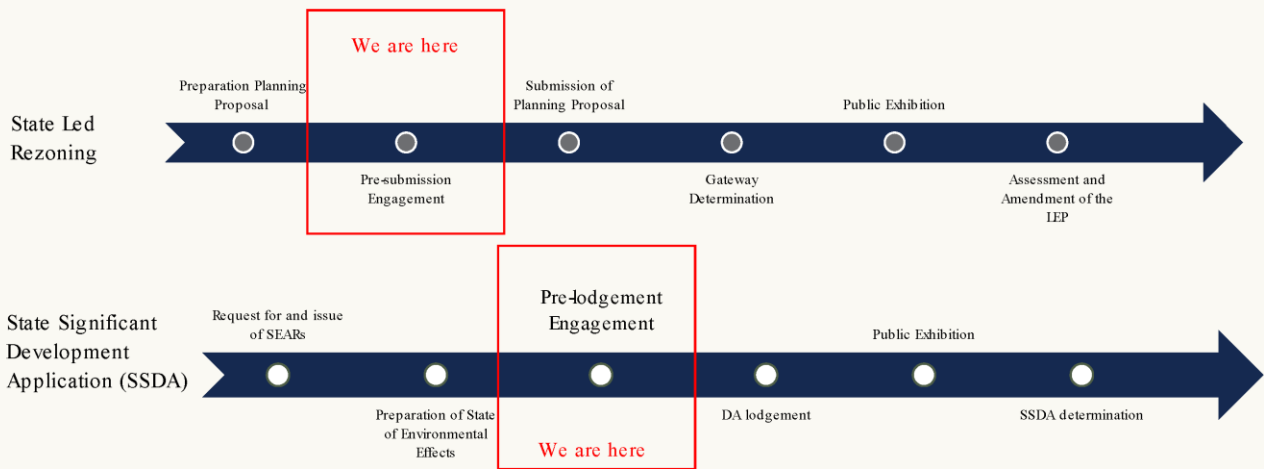 We are here
Preparation Planning
Proposal
Submission of
Planning Proposal
Public Exhibition
State Led
Rezoning
Pre-submission
Engagement
Gateway
Determination
Assessment and
Amendment of the
LEP
Pre-lodgement
Engagement
Request for and issue
of SEARs
Public Exhibition
State Significant
Development
Application (SSDA)
Preparation of State
of Environmental
Effects
DA lodgement
SSDA determination
We are here